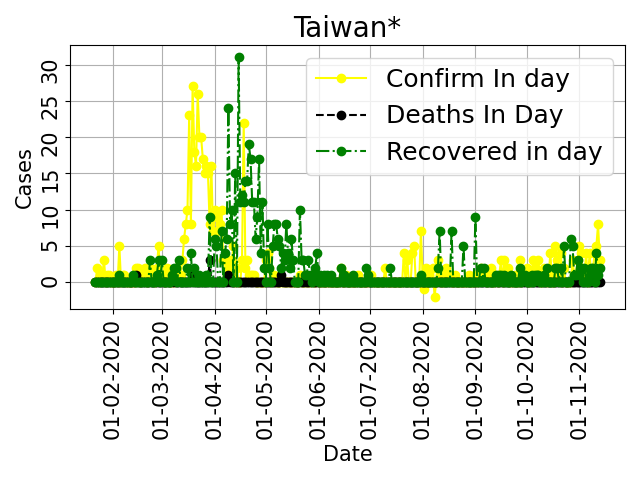 Taiwan*
Confirm In day
Deaths In Day
Recovered in day
Cases
30
25
20
15
10
5
0
01-02-2020
01-03-2020
01-04-2020
01-05-2020
01-06-2020
01-07-2020
01-08-2020
01-09-2020
01-10-2020
01-11-2020
Date